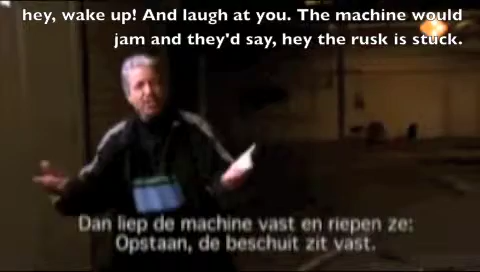 hey, wake up! And laugh at you. The machine would
jam and they'd say, hey the rusk is stuck.
Dan liep de machine vast en riepen ze:
Opstaan, de beschuit zit vast.